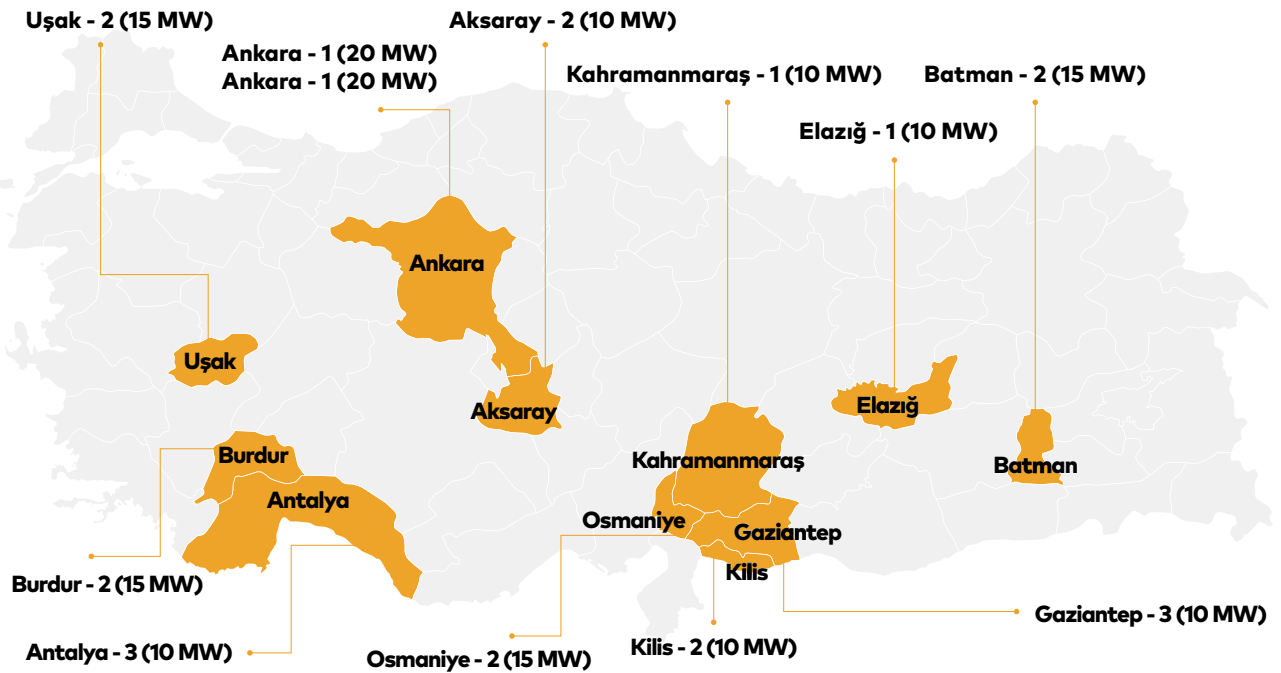 Uşak - 2 (15 MW)
Aksaray - 2 (10 MW)
Ankara - 1 (20 MW)
Ankara - 1 (20 MW)
Kahramanmaraş - 1 (10 MW)
Batman - 2 (15 MW)
Elazığ - 1 (10 MW)
Ankara
Uşak
Aksaray
Elazığ
Burdur
Kahramanmaraş
Batman
Antalya
Osmaniye
Gaziantep
Kilis
Burdur - 2 (15 MW)
Gaziantep - 3 (10 MW)
Antalya - 3 (10 MW)
Osmaniye - 2 (15 MW)
Kilis - 2 (10 MW)